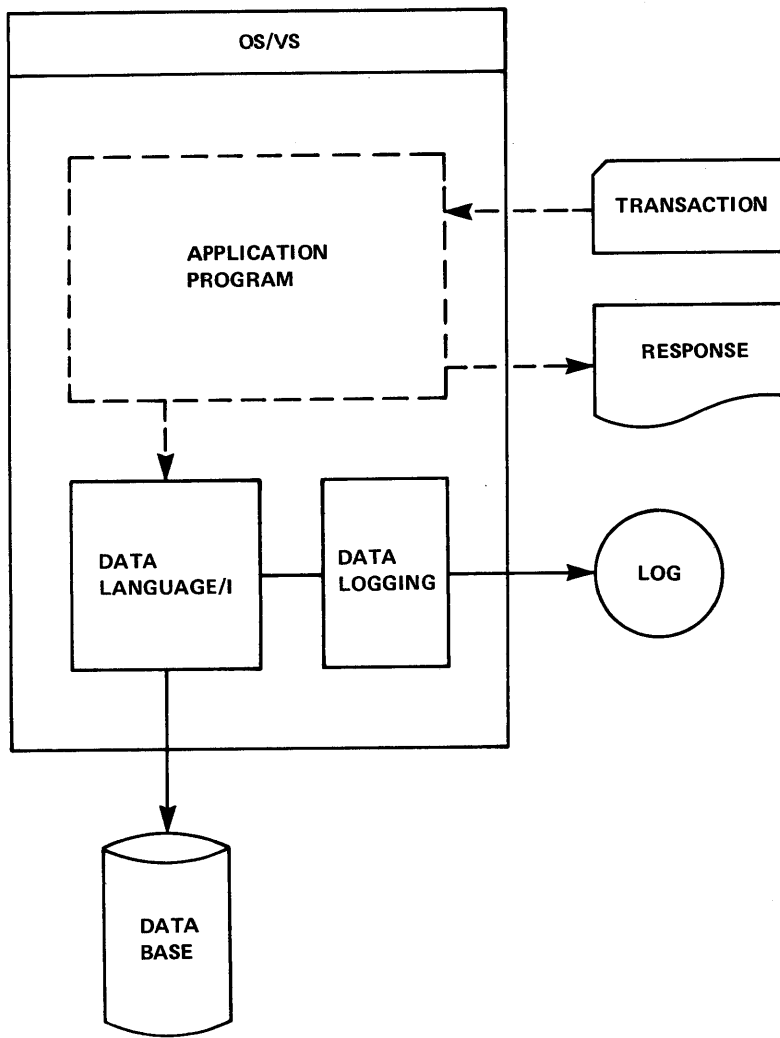 OS/VS
APPLICATION
PROGRAM
TRANSACTION
RESPONSE
DATA
LANGUAGE/I
DATA
LOGGING
LOG
DATA
BASE